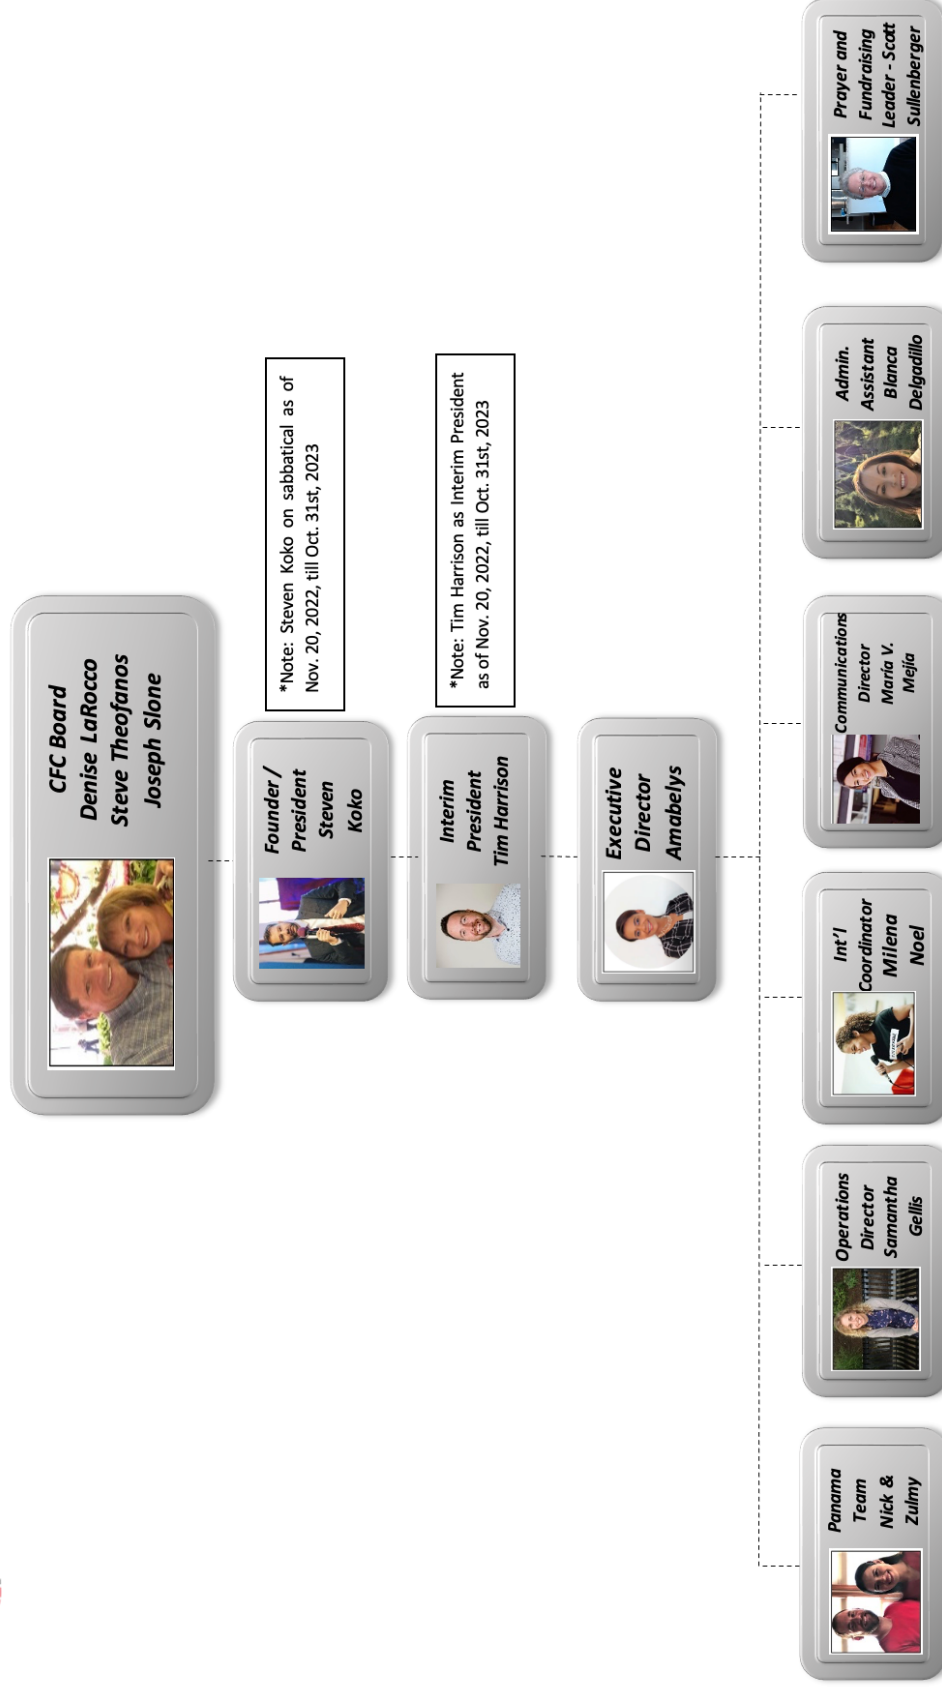 CFC Board
Denise LaRocco
Steve Theofanos
Joseph Slone
Founder /
President
Steven
Koko
*Note: Steven Koko on sabbatical as of
Nov. 20, 2022, till Oct. 31st, 2023
Interim
President
Tim Harrison
*Note: Tim Harrison as Interim President
as of Nov. 20, 2022, till Oct. 31st, 2023
Executive
Director
Amabelys
Panama
Team
Nick &
Zulmy
Operations
Director
Samantha
Gellis
Int'l
Coordinator
Milena
Noel
Communications
Director
María V.
Mejía
Admin.
Assistant
Blanca
Delgadillo
Prayer and
Fundraising
Leader - Scott
Sullenberger